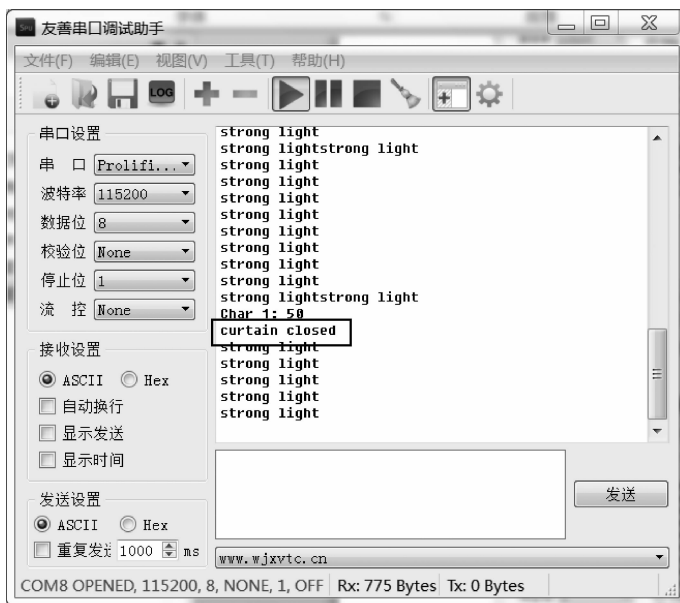 友善串口调试助手
文件(F) 编辑(E) 视图(V) 工具(T) 帮助(H)
LOG
串口设置
串 口 Prolifi...
波特率 115200
数据位 8
校验位 None
停止位 1
流 控 None
接收设置
ASCII Hex
自动换行
显示发送
显示时间
发送设置
ASCII Hex
重复发 1000 ms
strong light
strong lightstrong light
strong light
strong light
strong light
strong light
strong light
strong light
strong light
strong light
strong lightstrong light
Char 1: 50
curtain closed
strong light
strong light
strong light
strong light
strong light
发送
www.wjxvtc.cn
COM8 OPENED, 115200, 8, NONE, 1, OFF Rx: 775 Bytes Tx: 0 Bytes